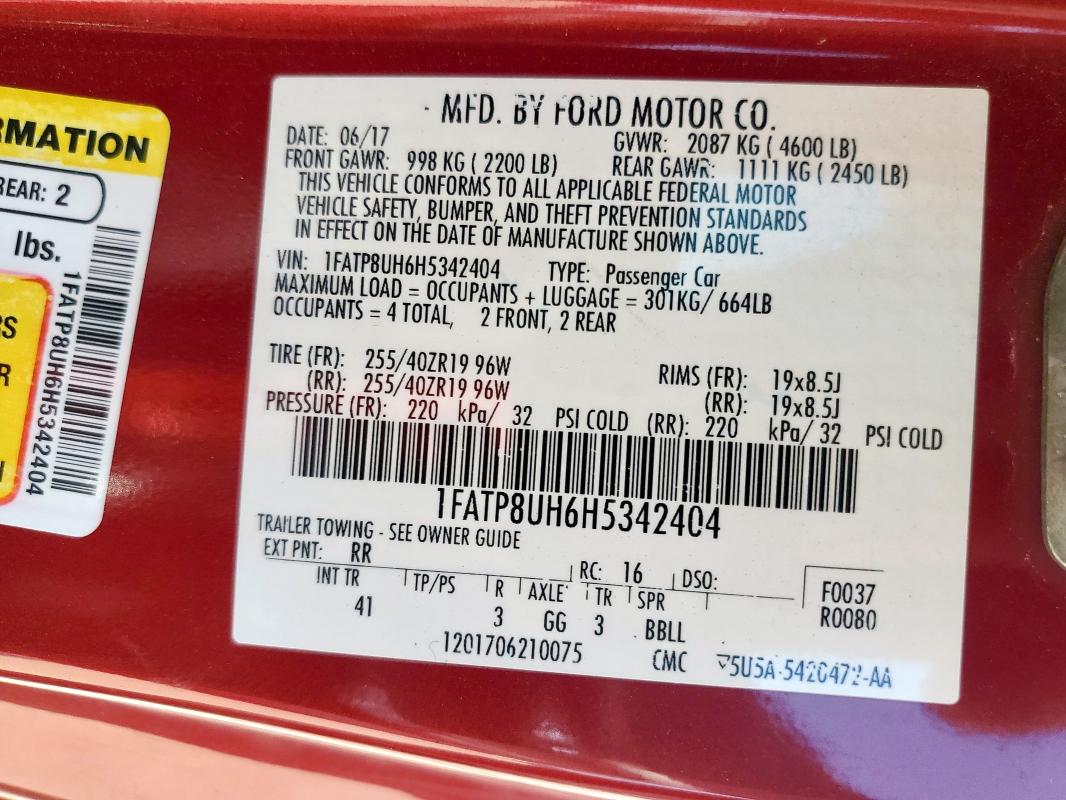 RMATION
REAR: 2
lbs.
1FATP8UH6H5342404
RS
R
MFD. BY FORD MOTOR CO.
DATE: 06/17 GVWR: 2087 KG ( 4600 LB)
FRONT GAWR: 998 KG ( 2200 LB) REAR GAWR: 1111 KG ( 2450 LB)
THIS VEHICLE CONFORMS TO ALL APPLICABLE FEDERAL MOTOR
VEHICLE SAFETY, BUMPER, AND THEFT PREVENTION STANDARDS
IN EFFECT ON THE DATE OF MANUFACTURE SHOWN ABOVE.
VIN: 1FATP8UH6H5342404 TYPE: Passenger Car
MAXIMUM LOAD = OCCUPANTS + LUGGAGE = 301KG/ 664LB
OCCUPANTS = 4 TOTAL, 2 FRONT, 2 REAR
TIRE (FR): 255/40ZR19 96W RIMS (FR): 19x8.5J
(RR): 255/40ZR19 96W (RR): 19x8.5J
PRESSURE (FR): 220 kPa/ 32 PSI COLD (RR): 220 kPa/ 32 PSI COLD
1FATP8UH6H5342404
TRAILER TOWING - SEE OWNER GUIDE
EXT PNT: RR RC: 16 DSO:
INT TR TP/PS R AXLE TR SPR F0037
41 3 GG 3 BBLL R0080
1201706210075 CMC 5U5A-5420472-AA